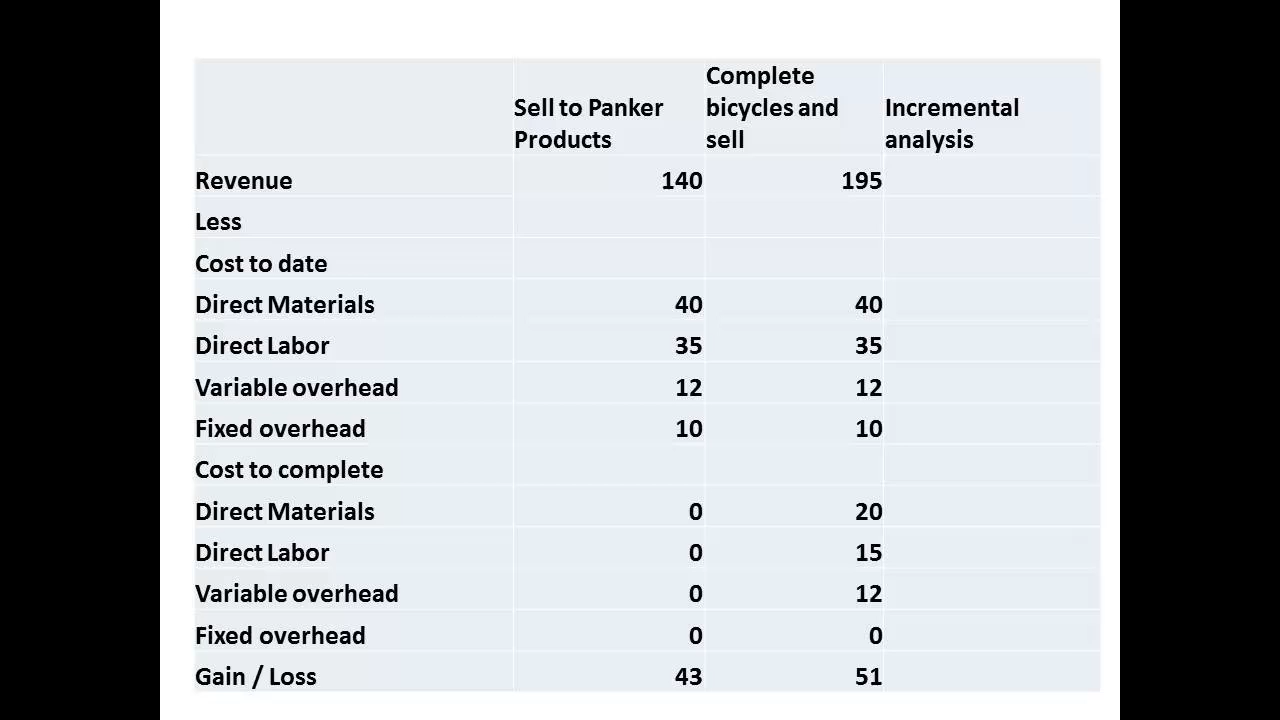 Sell to Panker Products Complete bicycles and sell Incremental analysis
Revenue 140 195
Less
Cost to date
Direct Materials 40 40
Direct Labor 35 35
Variable overhead 12 12
Fixed overhead 10 10
Cost to complete
Direct Materials 0 20
Direct Labor 0 15
Variable overhead 0 12
Fixed overhead 0 0
Gain / Loss 43 51